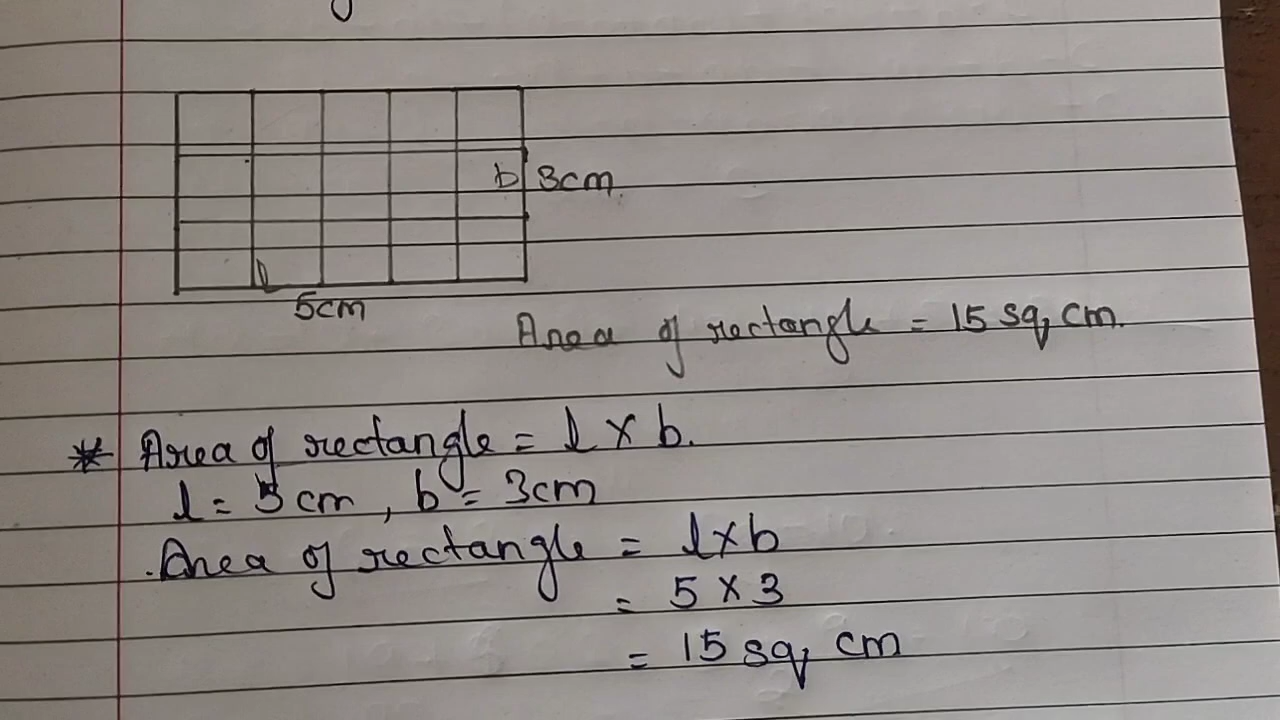 b 3cm.
l
5cm
Area of rectangle = 15 sq cm.
* Area of rectangle = l × b.
l = 5 cm, b = 3cm
Area of rectangle = l×b
= 5 × 3
= 15 sq cm